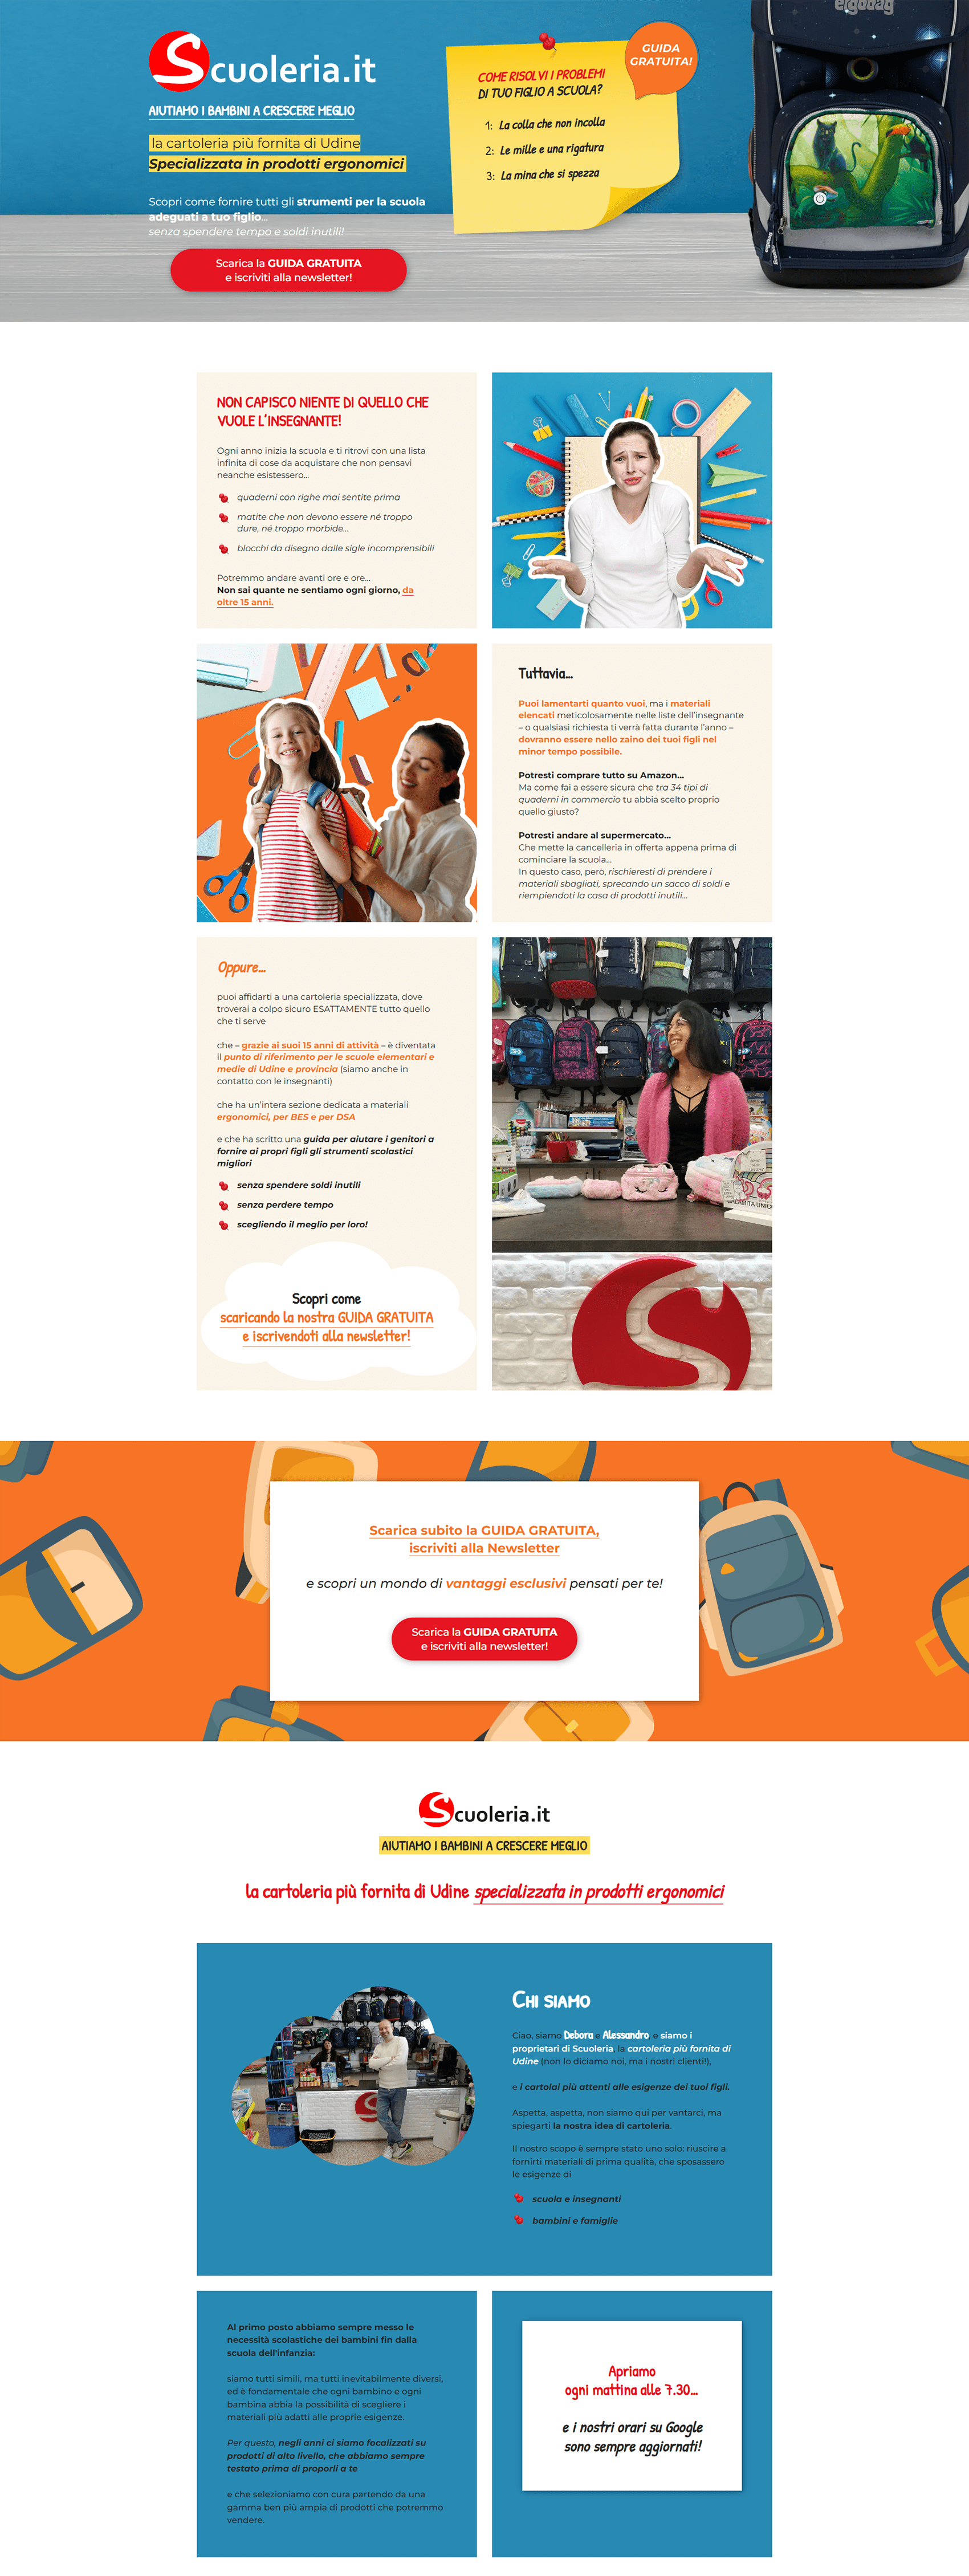 ergobag
Scuoleria.it
AIUTIAMO I BAMBINI A CRESCERE MEGLIO
la cartoleria più fornita di Udine
Specializzata in prodotti ergonomici
Scopri come fornire tutti gli strumenti per la scuola
adeguati a tuo figlio...
senza spendere tempo e soldi inutili!
Scarica la GUIDA GRATUITA
e iscriviti alla newsletter!
GUIDA
GRATUITA!
COME RISOLVI I PROBLEMI
DI TUO FIGLIO A SCUOLA?
1: La colla che non incolla
2: Le mille e una rigatura
3: La mina che si spezza
NON CAPISCO NIENTE DI QUELLO CHE
VUOLE L'INSEGNANTE!
Ogni anno inizia la scuola e ti ritrovi con una lista
infinita di cose da acquistare che non pensavi
neanche esistessero...
quaderni con righe mai sentite prima
matite che non devono essere né troppo
dure, né troppo morbide...
blocchi da disegno dalle sigle incomprensibili
Potremmo andare avanti ore e ore...
Non sai quante ne sentiamo ogni giorno, da
oltre 15 anni.
Tuttavia...
Puoi lamentarti quanto vuoi, ma i materiali
elencati meticolosamente nelle liste dell'insegnante
– o qualsiasi richiesta ti verrà fatta durante l'anno –
dovranno essere nello zaino dei tuoi figli nel
minor tempo possibile.
Potresti comprare tutto su Amazon...
Ma come fai a essere sicura che tra 34 tipi di
quaderni in commercio tu abbia scelto proprio
quello giusto?
Potresti andare al supermercato...
Che mette la cancelleria in offerta appena prima di
cominciare la scuola...
In questo caso, però, rischieresti di prendere i
materiali sbagliati, sprecando un sacco di soldi e
riempiendoti la casa di prodotti inutili...
Oppure...
puoi affidarti a una cartoleria specializzata, dove
troverai a colpo sicuro ESATTAMENTE tutto quello
che ti serve
che – grazie ai suoi 15 anni di attività – è diventata
il punto di riferimento per le scuole elementari e
medie di Udine e provincia (siamo anche in
contatto con le insegnanti)
che ha un'intera sezione dedicata a materiali
ergonomici, per BES e per DSA
e che ha scritto una guida per aiutare i genitori a
fornire ai propri figli gli strumenti scolastici
migliori
senza spendere soldi inutili
senza perdere tempo
scegliendo il meglio per loro!
Scopri come
scaricando la nostra GUIDA GRATUITA
e iscrivendoti alla newsletter!
Scarica subito la GUIDA GRATUITA,
iscriviti alla Newsletter
e scopri un mondo di vantaggi esclusivi pensati per te!
Scarica la GUIDA GRATUITA
e iscriviti alla newsletter!
Scuoleria.it
AIUTIAMO I BAMBINI A CRESCERE MEGLIO
la cartoleria più fornita di Udine specializzata in prodotti ergonomici
Chi siamo
Ciao, siamo Debora e Alessandro, e siamo i
proprietari di Scuoleria, la cartoleria più fornita di
Udine (non lo diciamo noi, ma i nostri clienti!),
e i cartolai più attenti alle esigenze dei tuoi figli.
Aspetta, aspetta, non siamo qui per vantarci, ma
spiegarti la nostra idea di cartoleria.
Il nostro scopo è sempre stato uno solo: riuscire a
fornirti materiali di prima qualità, che sposassero
le esigenze di
scuola e insegnanti
bambini e famiglie
Al primo posto abbiamo sempre messo le
necessità scolastiche dei bambini fin dalla
scuola dell'infanzia:
siamo tutti simili, ma tutti inevitabilmente diversi,
ed è fondamentale che ogni bambino e ogni
bambina abbia la possibilità di scegliere i
materiali più adatti alle proprie esigenze.
Per questo, negli anni ci siamo focalizzati su
prodotti di alto livello, che abbiamo sempre
testato prima di proporli a te
e che selezioniamo con cura partendo da una
gamma ben più ampia di prodotti che potremmo
vendere.
Apriamo
ogni mattina alle 7.30...
e i nostri orari su Google
sono sempre aggiornati!